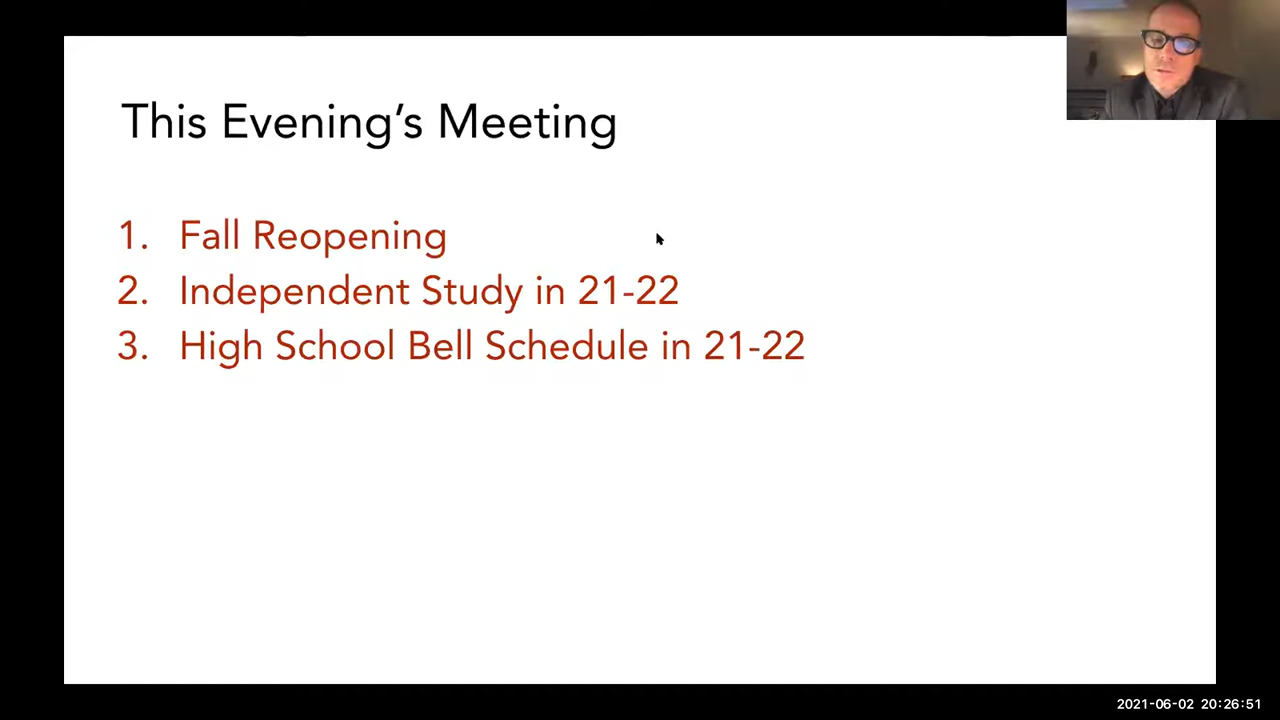 This Evening’s Meeting
1. Fall Reopening
2. Independent Study in 21-22
3. High School Bell Schedule in 21-22
2021-06-02 20:26:51